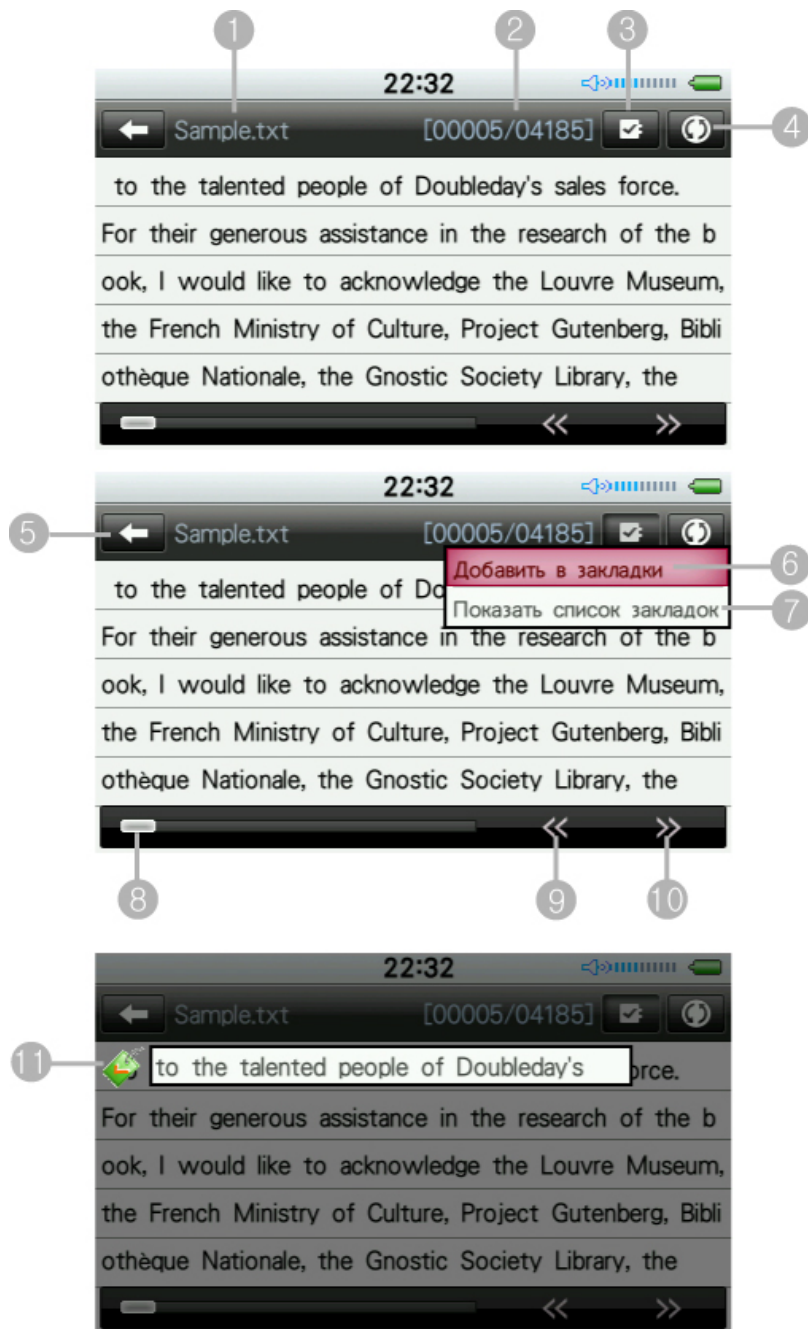 1 2 3
22:32
Sample.txt [00005/04185] 4
to the talented people of Doubleday's sales force.
For their generous assistance in the research of the b
ook, I would like to acknowledge the Louvre Museum,
the French Ministry of Culture, Project Gutenberg, Bibli
othèque Nationale, the Gnostic Society Library, the
22:32
5 Sample.txt [00005/04185]
Добавить в закладки 6
to the talented people of Do
Показать список закладок 7
For their generous assistance in the research of the b
ook, I would like to acknowledge the Louvre Museum,
the French Ministry of Culture, Project Gutenberg, Bibli
othèque Nationale, the Gnostic Society Library, the
8 9 10
22:32
Sample.txt [00005/04185]
11 to the talented people of Doubleday's orce.
For their generous assistance in the research of the b
ook, I would like to acknowledge the Louvre Museum,
the French Ministry of Culture, Project Gutenberg, Bibli
othèque Nationale, the Gnostic Society Library, the